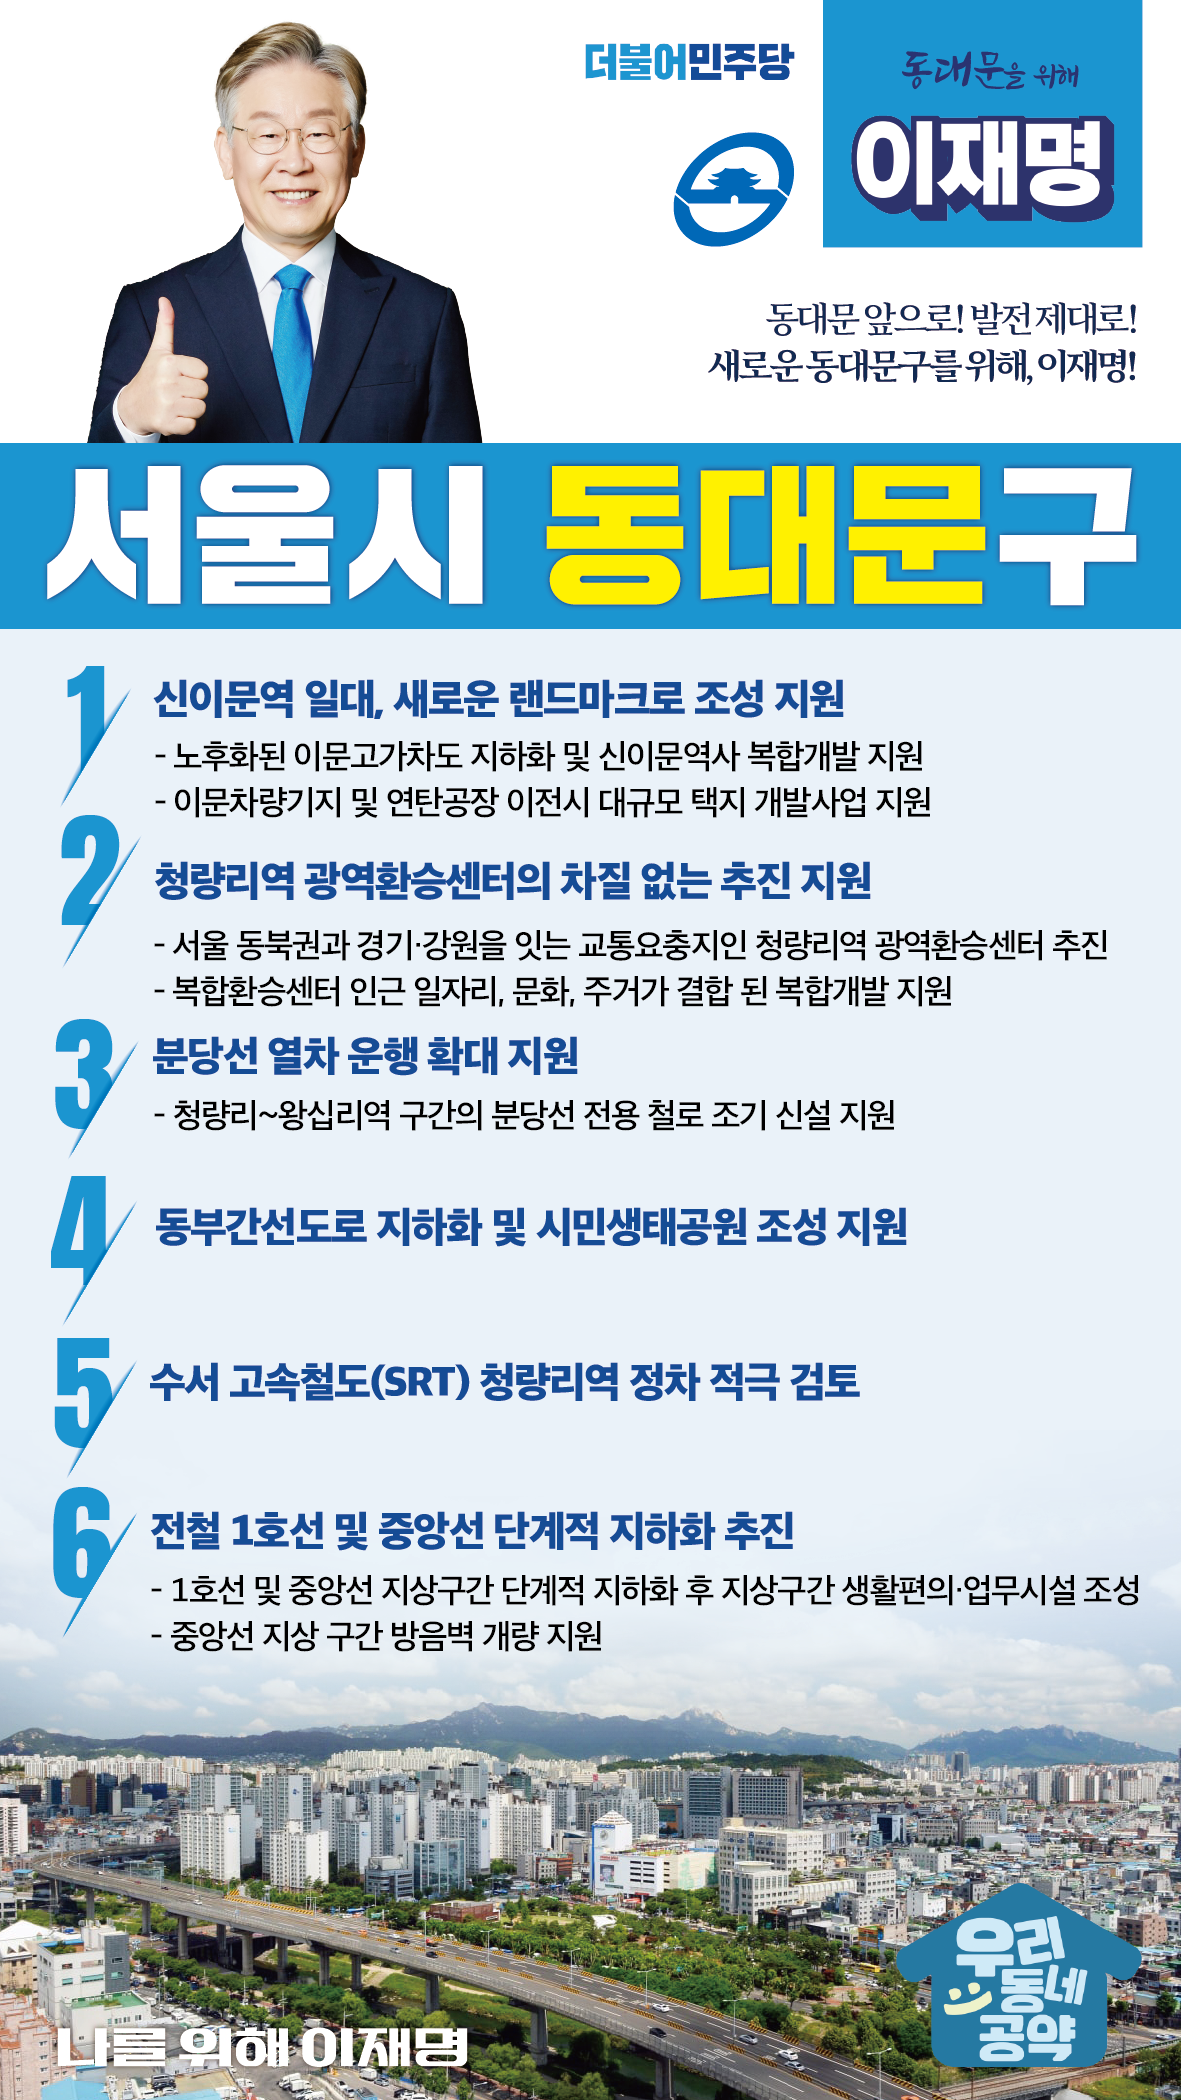 더불어민주당
동대문을 위해
이재명
동대문 앞으로! 발전 제대로!
새로운 동대문구를 위해, 이재명!
서울시 동대문구
1
신이문역 일대, 새로운 랜드마크로 조성 지원
- 노후화된 이문고가차도 지하화 및 신이문역사 복합개발 지원
- 이문차량기지 및 연탄공장 이전시 대규모 택지 개발사업 지원
2
청량리역 광역환승센터의 차질 없는 추진 지원
- 서울 동북권과 경기·강원을 잇는 교통요충지인 청량리역 광역환승센터 추진
- 복합환승센터 인근 일자리, 문화, 주거가 결합 된 복합개발 지원
3
분당선 열차 운행 확대 지원
- 청량리~왕십리역 구간의 분당선 전용 철로 조기 신설 지원
4
동부간선도로 지하화 및 시민생태공원 조성 지원
5
수서 고속철도(SRT) 청량리역 정차 적극 검토
6
전철 1호선 및 중앙선 단계적 지하화 추진
- 1호선 및 중앙선 지상구간 단계적 지하화 후 지상구간 생활편의·업무시설 조성
- 중앙선 지상 구간 방음벽 개량 지원
우리
동네
공약
나를 위해 이재명